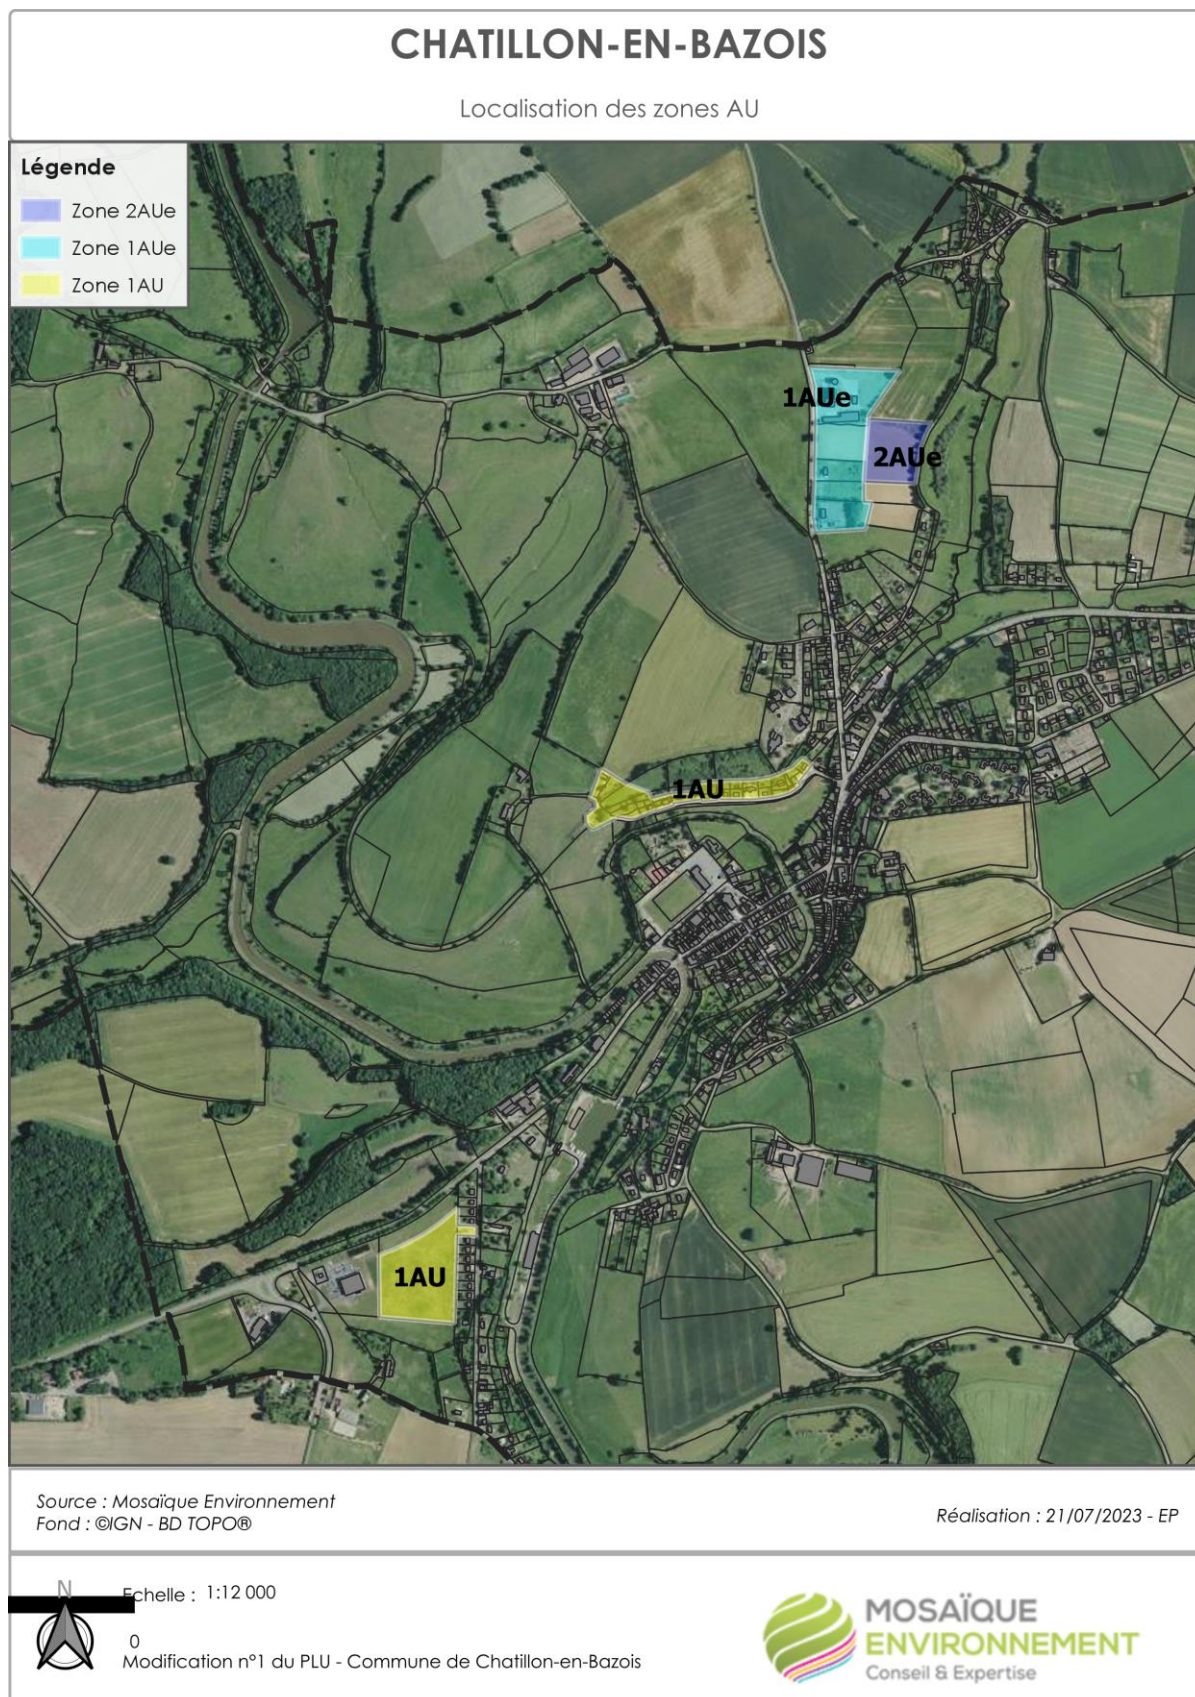 CHATILLON-EN-BAZOIS
Localisation des zones AU
Légende
Zone 2AUe
Zone 1AUe
Zone 1AU
1AUe
2AUe
1AU
1AU
Source : Mosaïque Environnement
Fond : ©IGN - BD TOPO®
Réalisation : 21/07/2023 - EP
N
Echelle : 1:12 000
0
Modification n°1 du PLU - Commune de Chatillon-en-Bazois
MOSAÏQUE
ENVIRONNEMENT
Conseil & Expertise